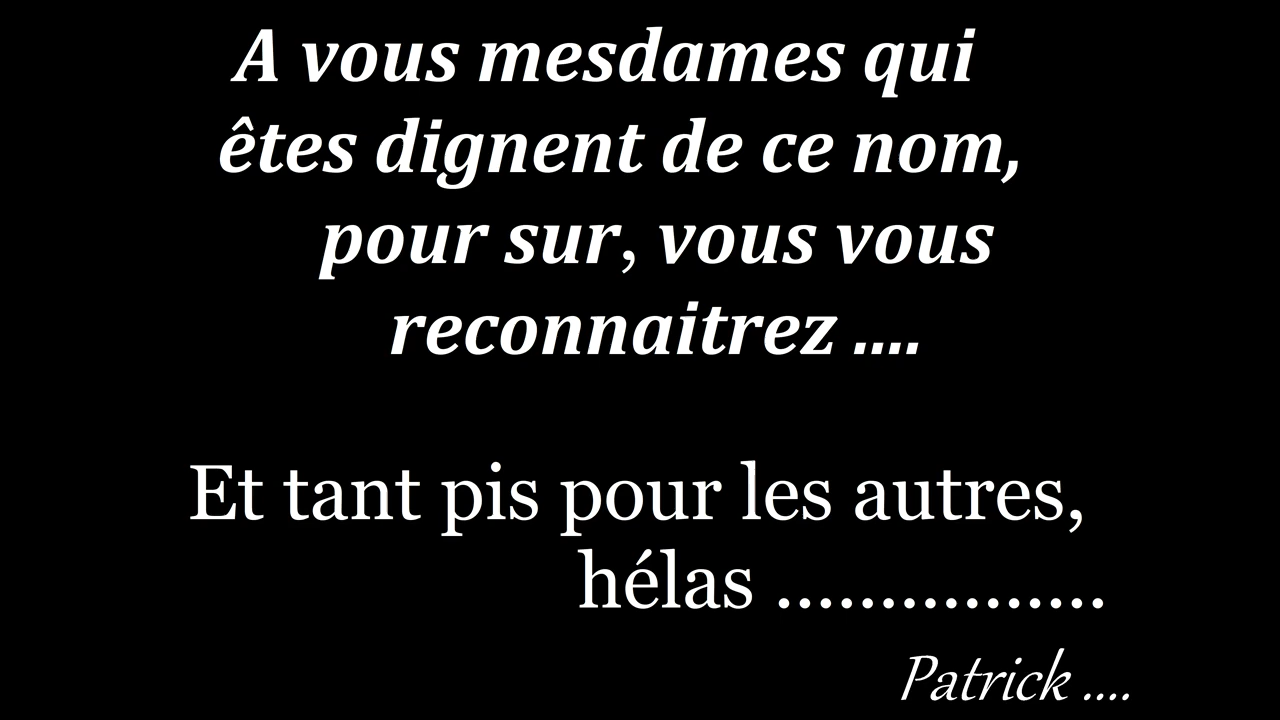 A vous mesdames qui
êtes dignent de ce nom,
pour sur, vous vous
reconnaitrez ....
Et tant pis pour les autres,
hélas ................
Patrick ....